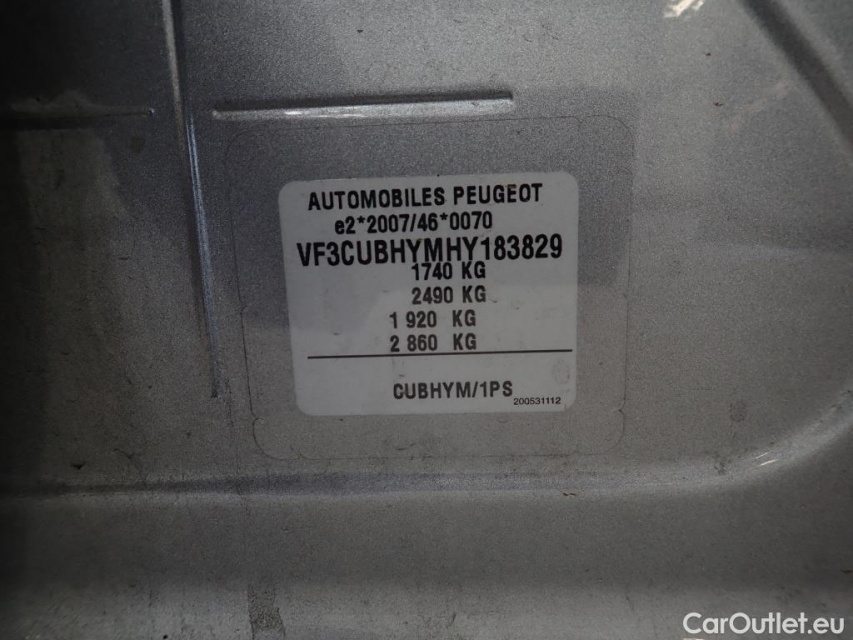 AUTOMOBILES PEUGEOT
e2*2007/46*0070
VF3CUBHYMHY183829
1740 KG
2490 KG
1 920 KG
2 860 KG
CUBHYM/1PS
200531112
CarOutlet.eu